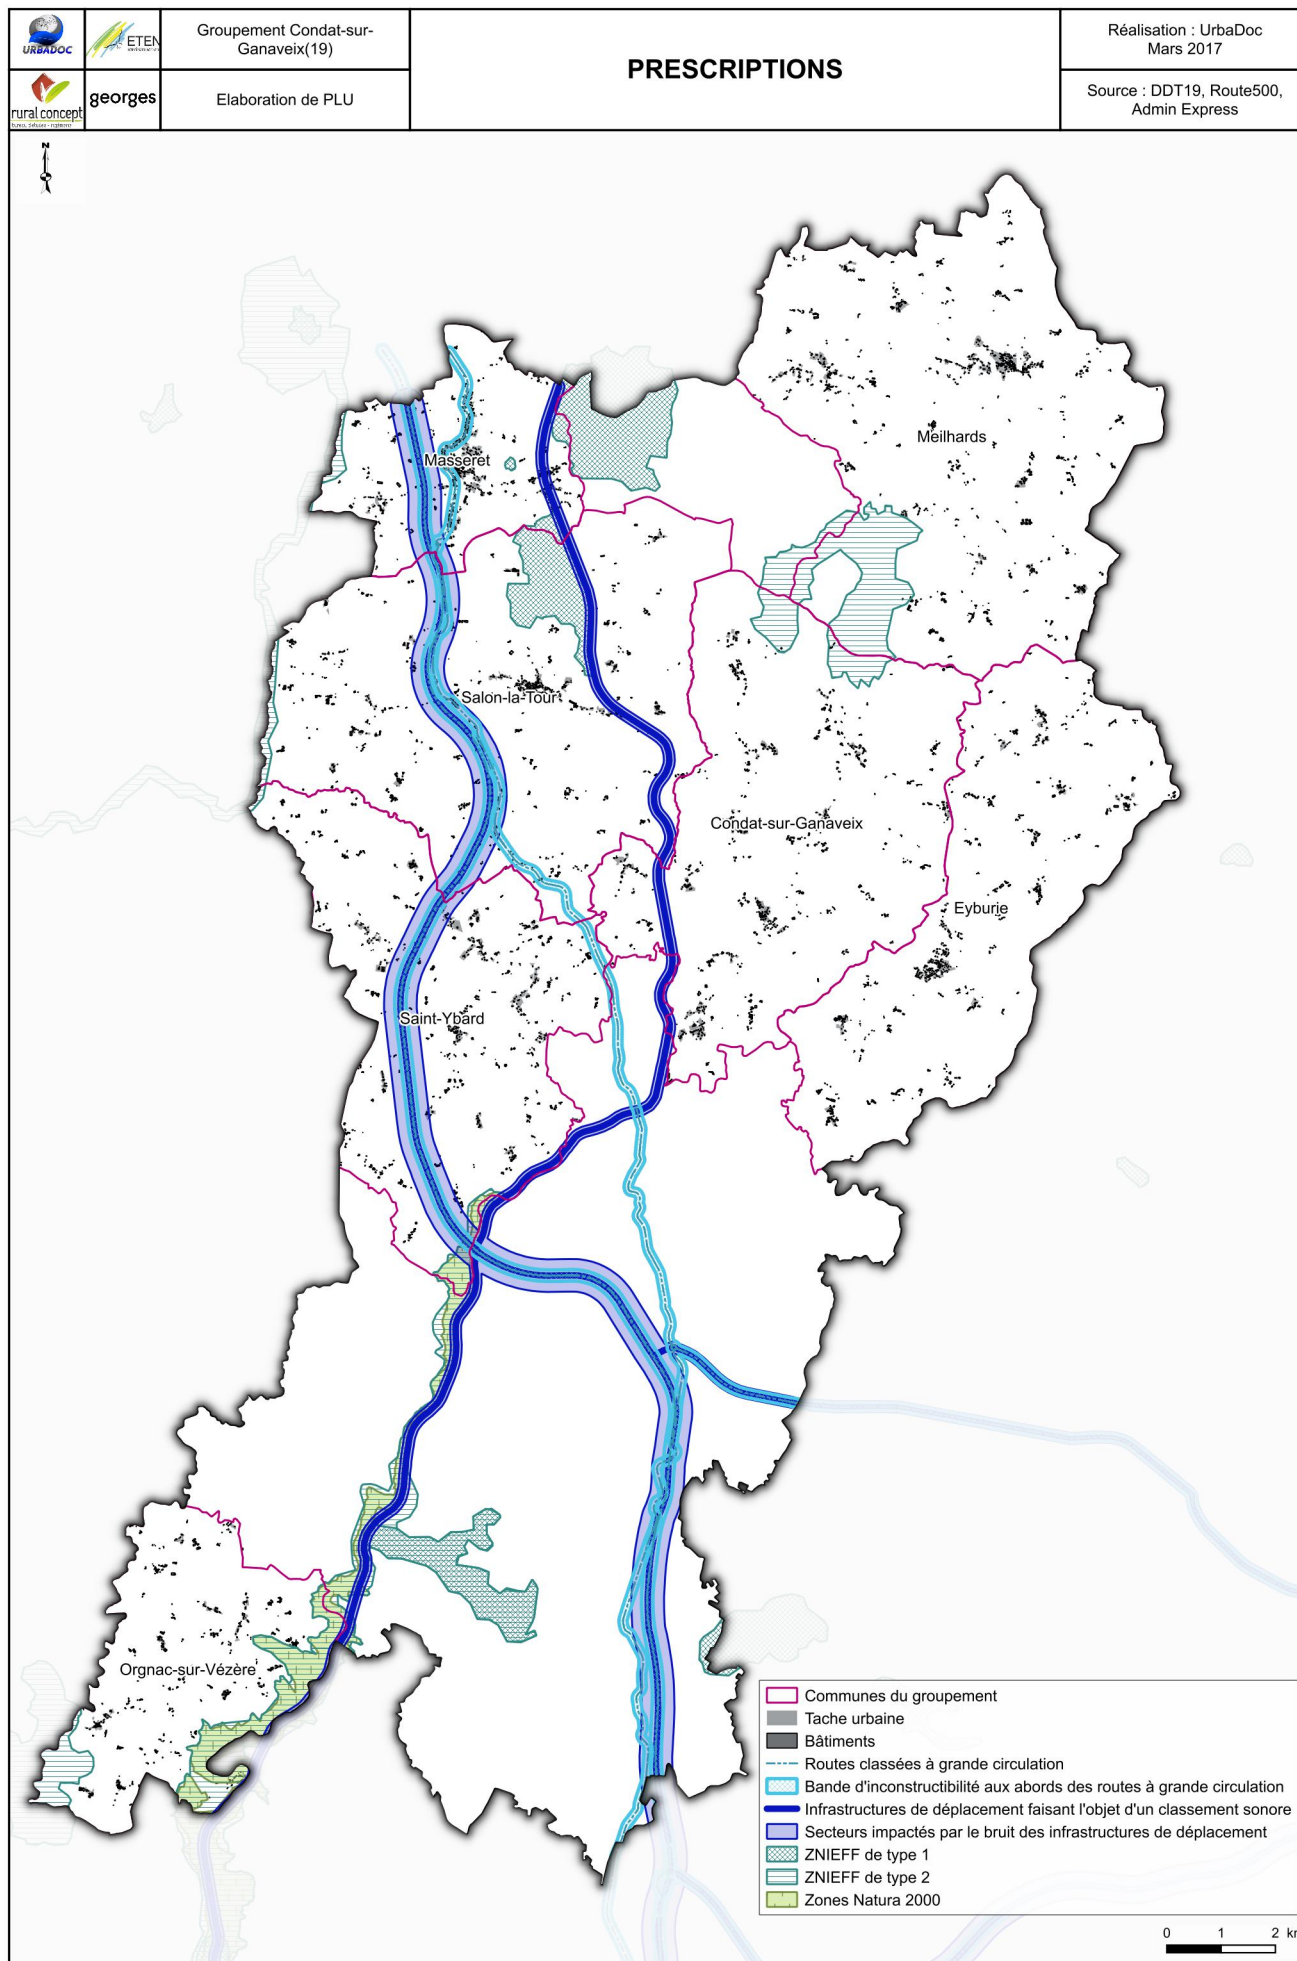 URBADOC
ETEN
Groupement Condat-sur-
Ganaveix(19)
PRESCRIPTIONS
Réalisation : UrbaDoc
Mars 2017
rural concept
georges
Elaboration de PLU
Source : DDT19, Route500,
Admin Express
N
Meilhards
Masseret
Salon-la-Tour
Condat-sur-Ganaveix
Eyburie
Saint-Ybard
Orgnac-sur-Vézère
Communes du groupement
Tache urbaine
Bâtiments
Routes classées à grande circulation
Bande d'inconstructibilité aux abords des routes à grande circulation
Infrastructures de déplacement faisant l'objet d'un classement sonore
Secteurs impactés par le bruit des infrastructures de déplacement
ZNIEFF de type 1
ZNIEFF de type 2
Zones Natura 2000
0 1 2 km